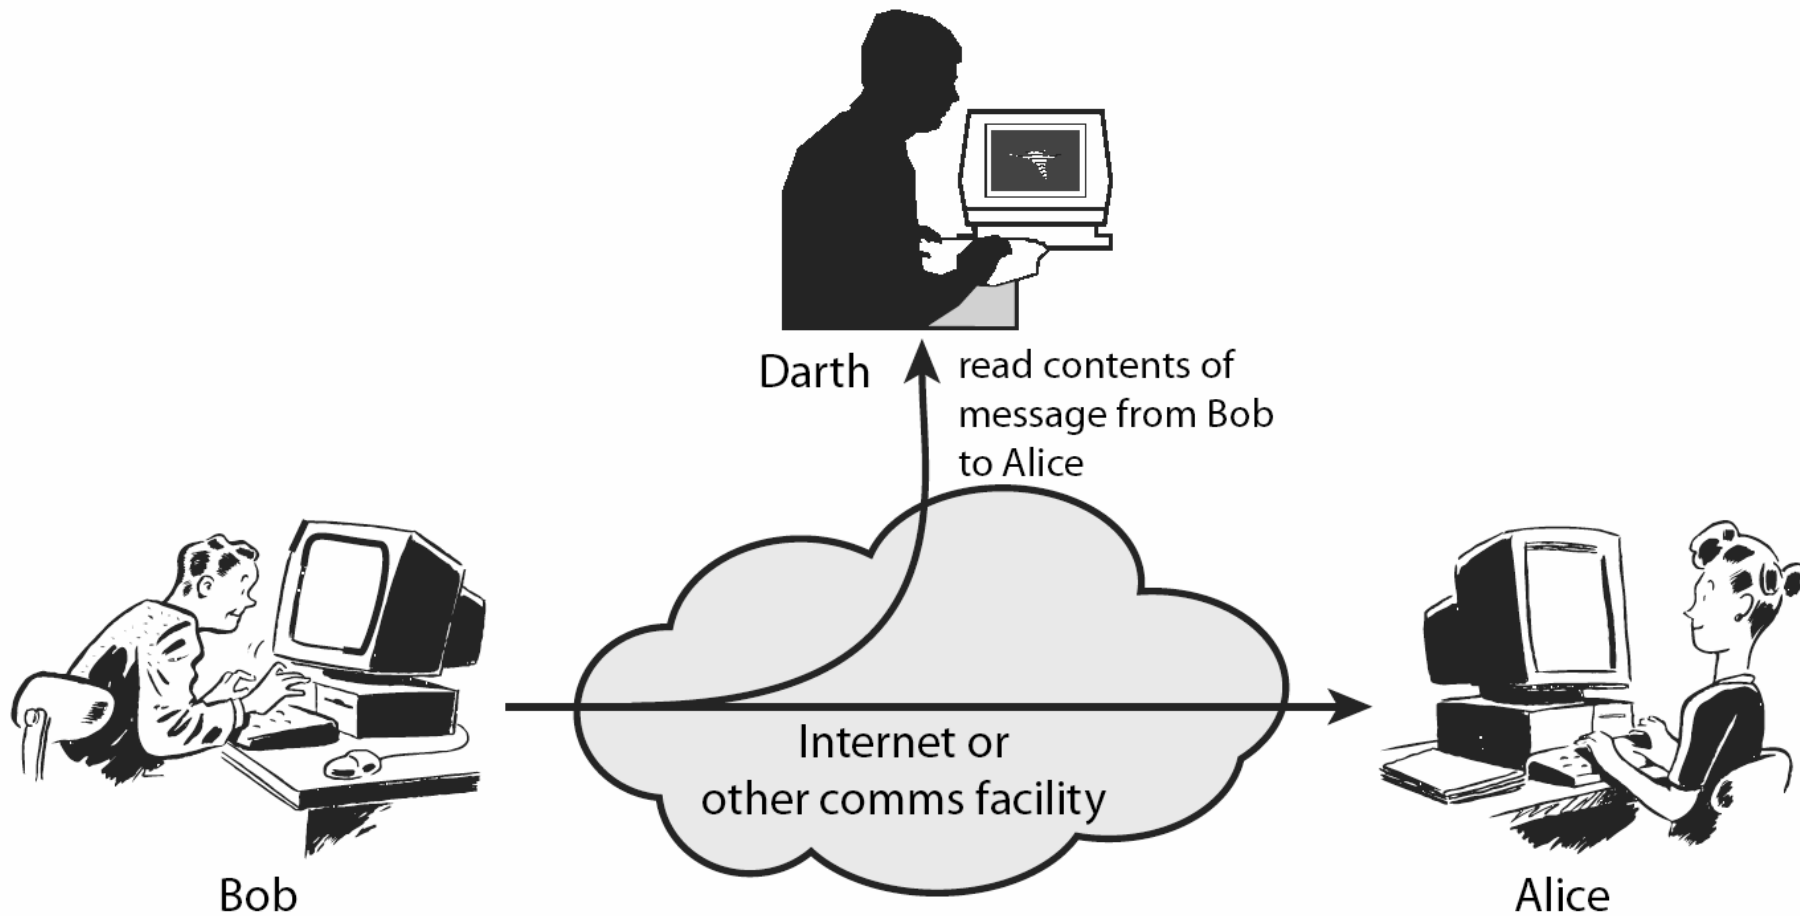 Darth
read contents of
message from Bob
to Alice
Internet or
other comms facility
Bob
Alice